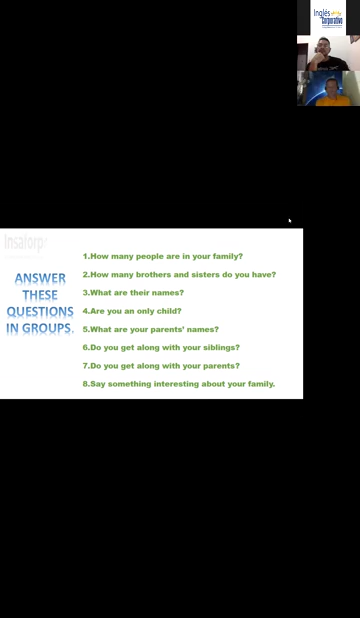 Inglés
Corporativo
Insaforp
ANSWER
THESE
QUESTIONS
IN GROUPS.
1.How many people are in your family?
2.How many brothers and sisters do you have?
3.What are their names?
4.Are you an only child?
5.What are your parents' names?
6.Do you get along with your siblings?
7.Do you get along with your parents?
8.Say something interesting about your family.